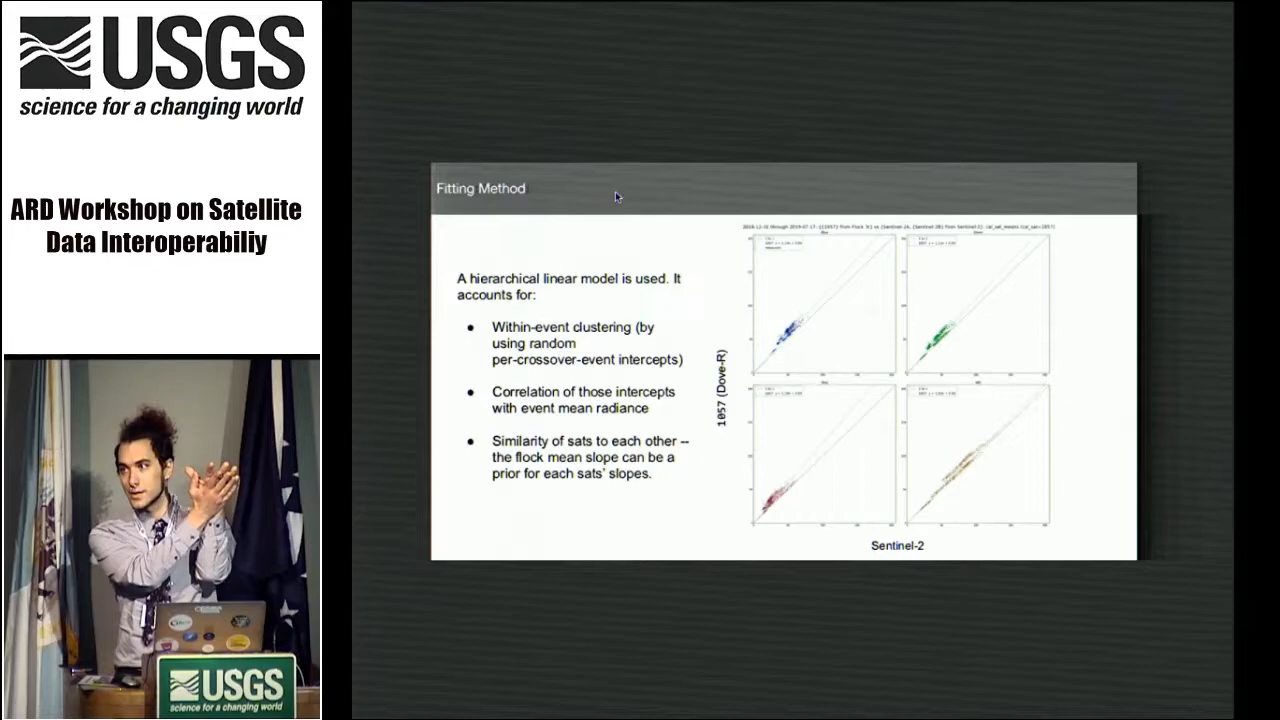 USGS
science for a changing world
ARD Workshop on Satellite
Data Interoperabiliy
Fitting Method
A hierarchical linear model is used. It
accounts for:
● Within-event clustering (by
using random
per-crossover-event intercepts)
● Correlation of those intercepts
with event mean radiance
● Similarity of sats to each other --
the flock mean slope can be a
prior for each sats' slopes.
1057 (Dove-R)
Sentinel-2
USGS
science for a changing world